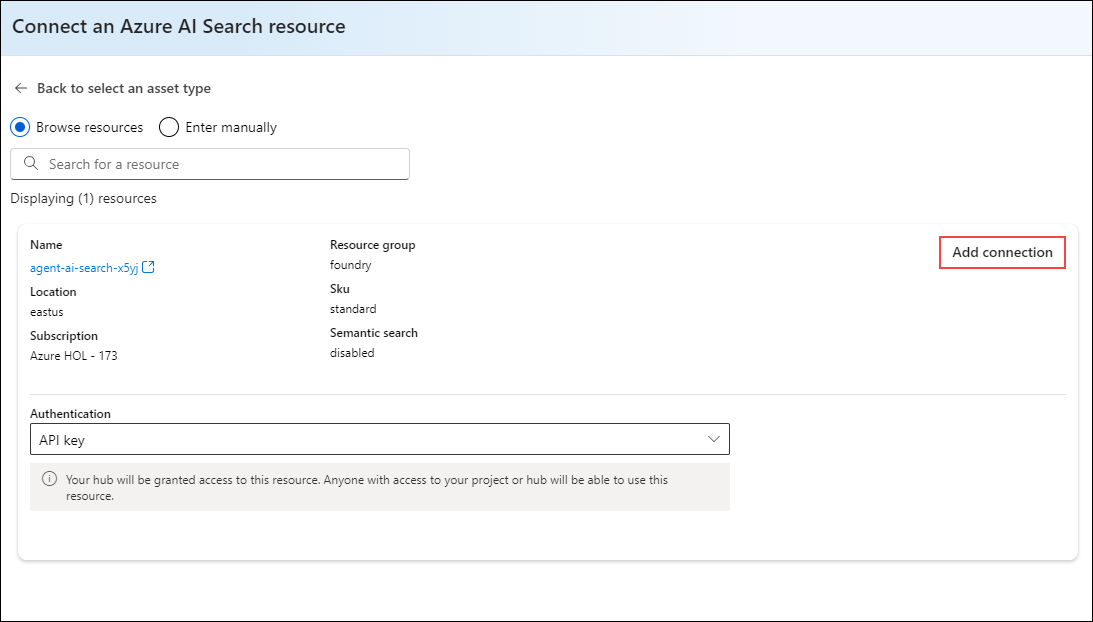 Connect an Azure AI Search resource
Back to select an asset type
Browse resources
Enter manually
Search for a resource
Displaying (1) resources
Name
agent-ai-search-x5yj
Location
eastus
Subscription
Azure HOL - 173
Resource group
foundry
Sku
standard
Semantic search
disabled
Add connection
Authentication
API key
Your hub will be granted access to this resource. Anyone with access to your project or hub will be able to use this
resource.